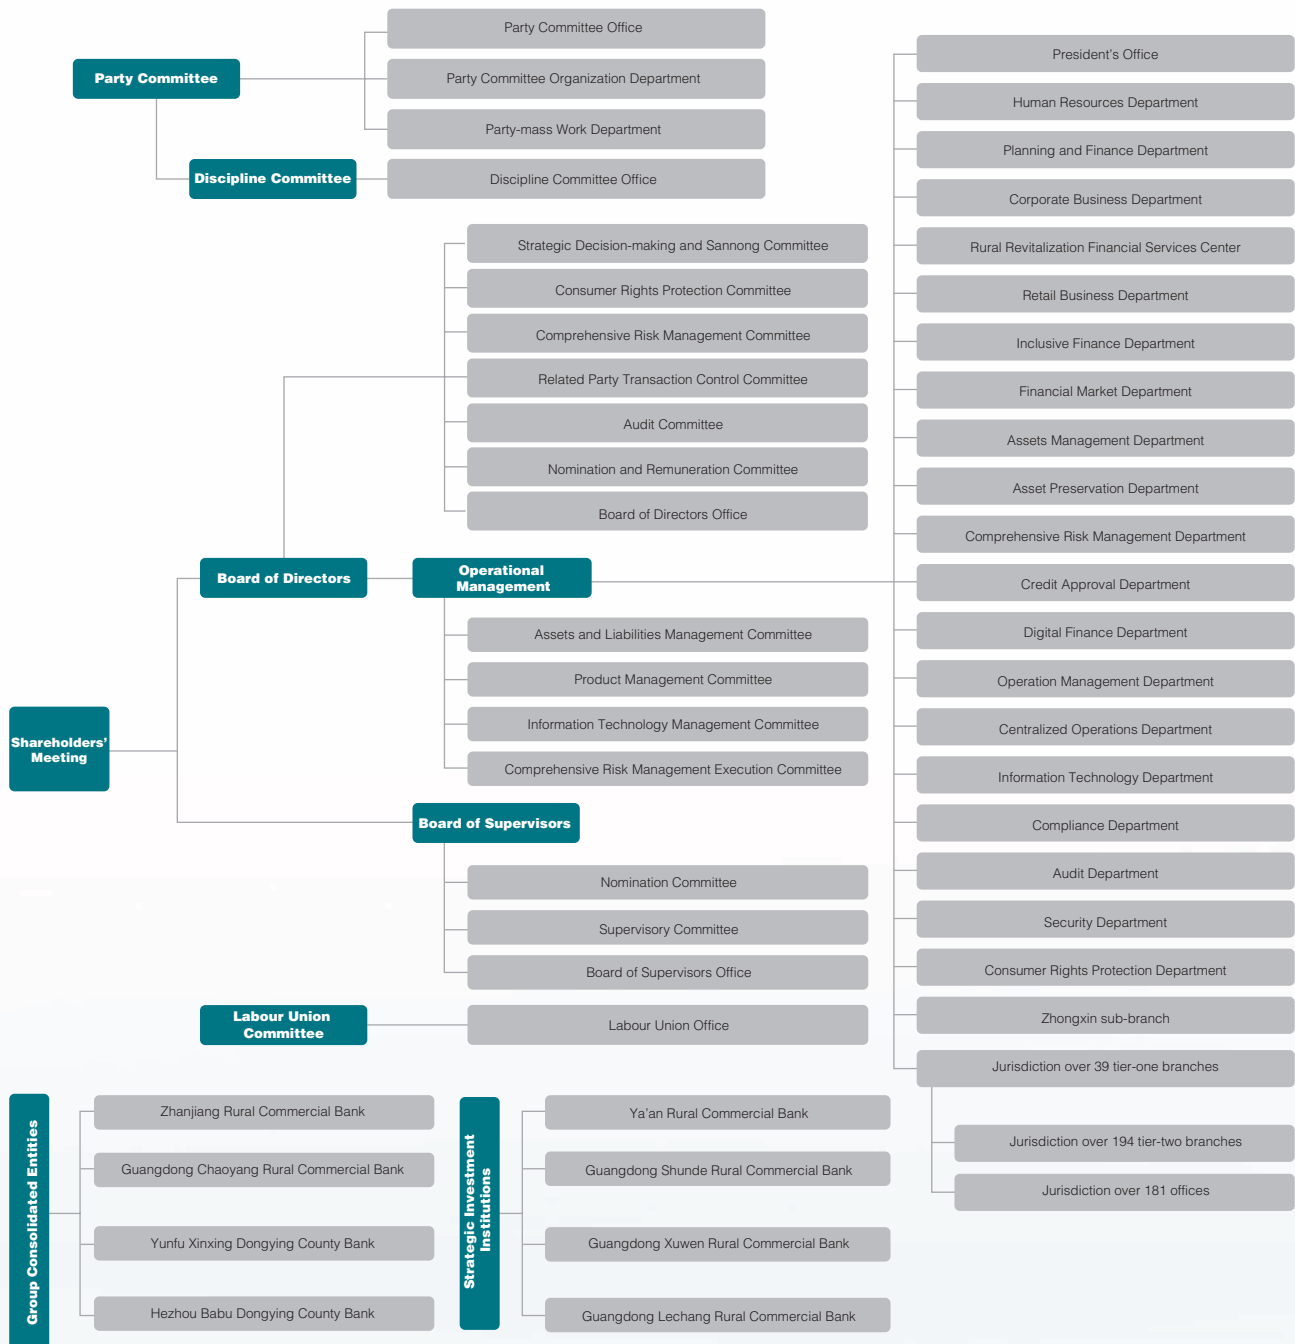 Party Committee
Party Committee Office
Party Committee Organization Department
Party-mass Work Department
Discipline Committee
Discipline Committee Office
Strategic Decision-making and Sannong Committee
Consumer Rights Protection Committee
Comprehensive Risk Management Committee
Related Party Transaction Control Committee
Audit Committee
Nomination and Remuneration Committee
Board of Directors Office
Board of Directors
Operational
Management
Assets and Liabilities Management Committee
Product Management Committee
Information Technology Management Committee
Comprehensive Risk Management Execution Committee
Shareholders'
Meeting
Board of Supervisors
Nomination Committee
Supervisory Committee
Board of Supervisors Office
Labour Union
Committee
Labour Union Office
President's Office
Human Resources Department
Planning and Finance Department
Corporate Business Department
Rural Revitalization Financial Services Center
Retail Business Department
Inclusive Finance Department
Financial Market Department
Assets Management Department
Asset Preservation Department
Comprehensive Risk Management Department
Credit Approval Department
Digital Finance Department
Operation Management Department
Centralized Operations Department
Information Technology Department
Compliance Department
Audit Department
Security Department
Consumer Rights Protection Department
Zhongxin sub-branch
Jurisdiction over 39 tier-one branches
Jurisdiction over 194 tier-two branches
Jurisdiction over 181 offices
Group Consolidated Entities
Zhanjiang Rural Commercial Bank
Guangdong Chaoyang Rural Commercial Bank
Yunfu Xinxing Dongying County Bank
Hezhou Babu Dongying County Bank
Strategic Investment
Institutions
Ya'an Rural Commercial Bank
Guangdong Shunde Rural Commercial Bank
Guangdong Xuwen Rural Commercial Bank
Guangdong Lechang Rural Commercial Bank